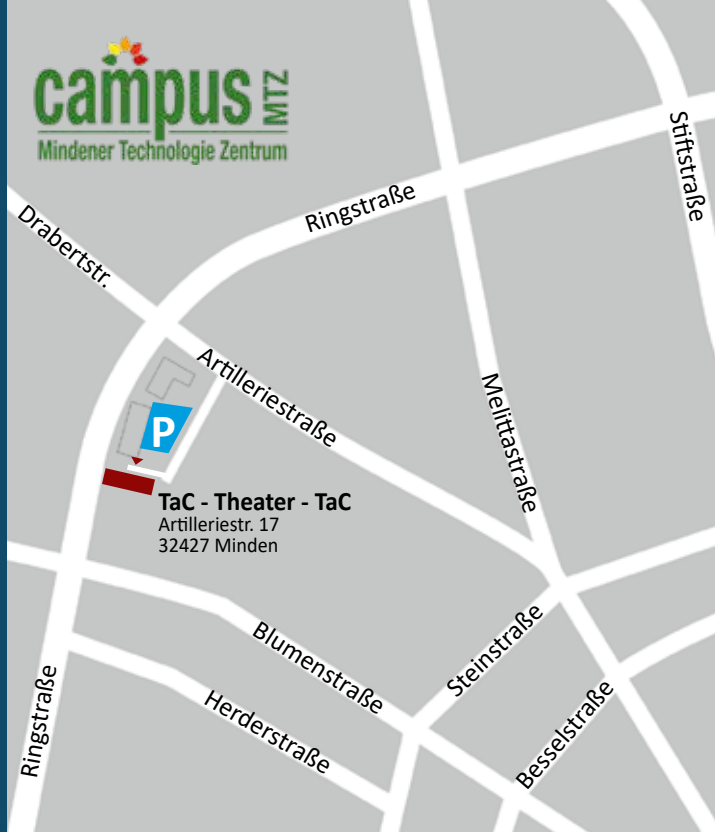 campus MTZ
Mindener Technologie Zentrum
Stiftstraße
Ringstraße
Drabertstr.
Artilleriestraße
Melittastraße
P
TaC - Theater - TaC
Artilleriestr. 17
32427 Minden
Blumenstraße
Steinstraße
Ringstraße
Herderstraße
Besselstraße